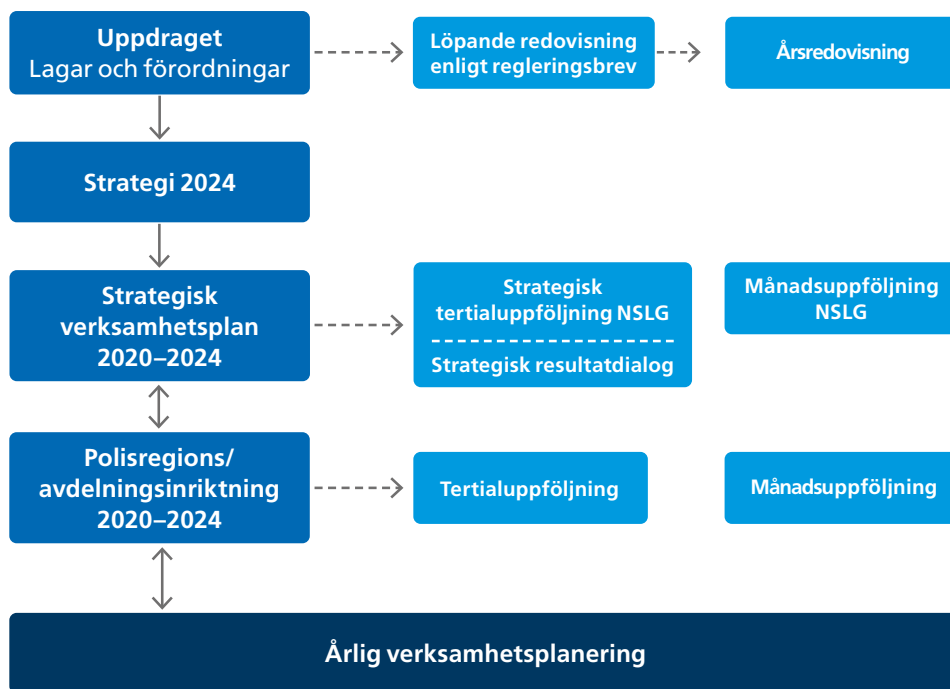 Uppdraget
Lagar och förordningar
Löpande redovisning
enligt regleringsbrev
Årsredovisning
Strategi 2024
Strategisk
verksamhetsplan
2020–2024
Strategisk
tertialuppföljning NSLG
Strategisk resultatdialog
Månadsuppföljning
NSLG
Polisregions/
avdelningsinriktning
2020–2024
Tertialuppföljning
Månadsuppföljning
Årlig verksamhetsplanering